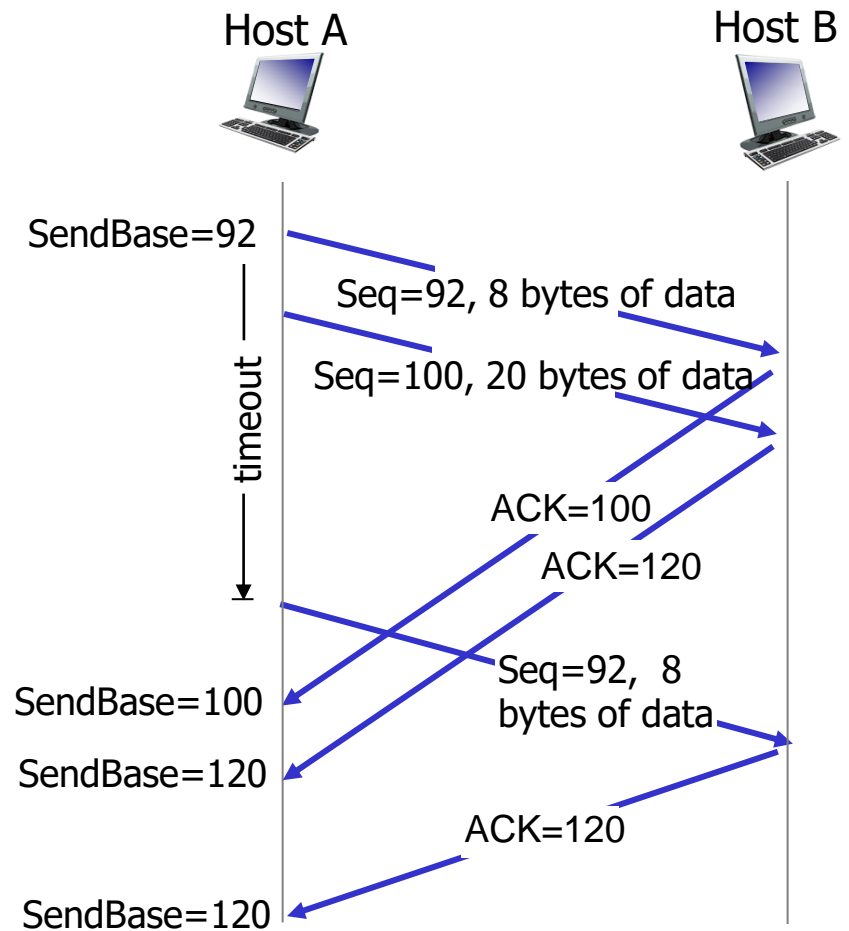 Host A
Host B
SendBase=92
Seq=92, 8 bytes of data
Seq=100, 20 bytes of data
timeout
ACK=100
ACK=120
Seq=92, 8
bytes of data
SendBase=100
SendBase=120
ACK=120
SendBase=120